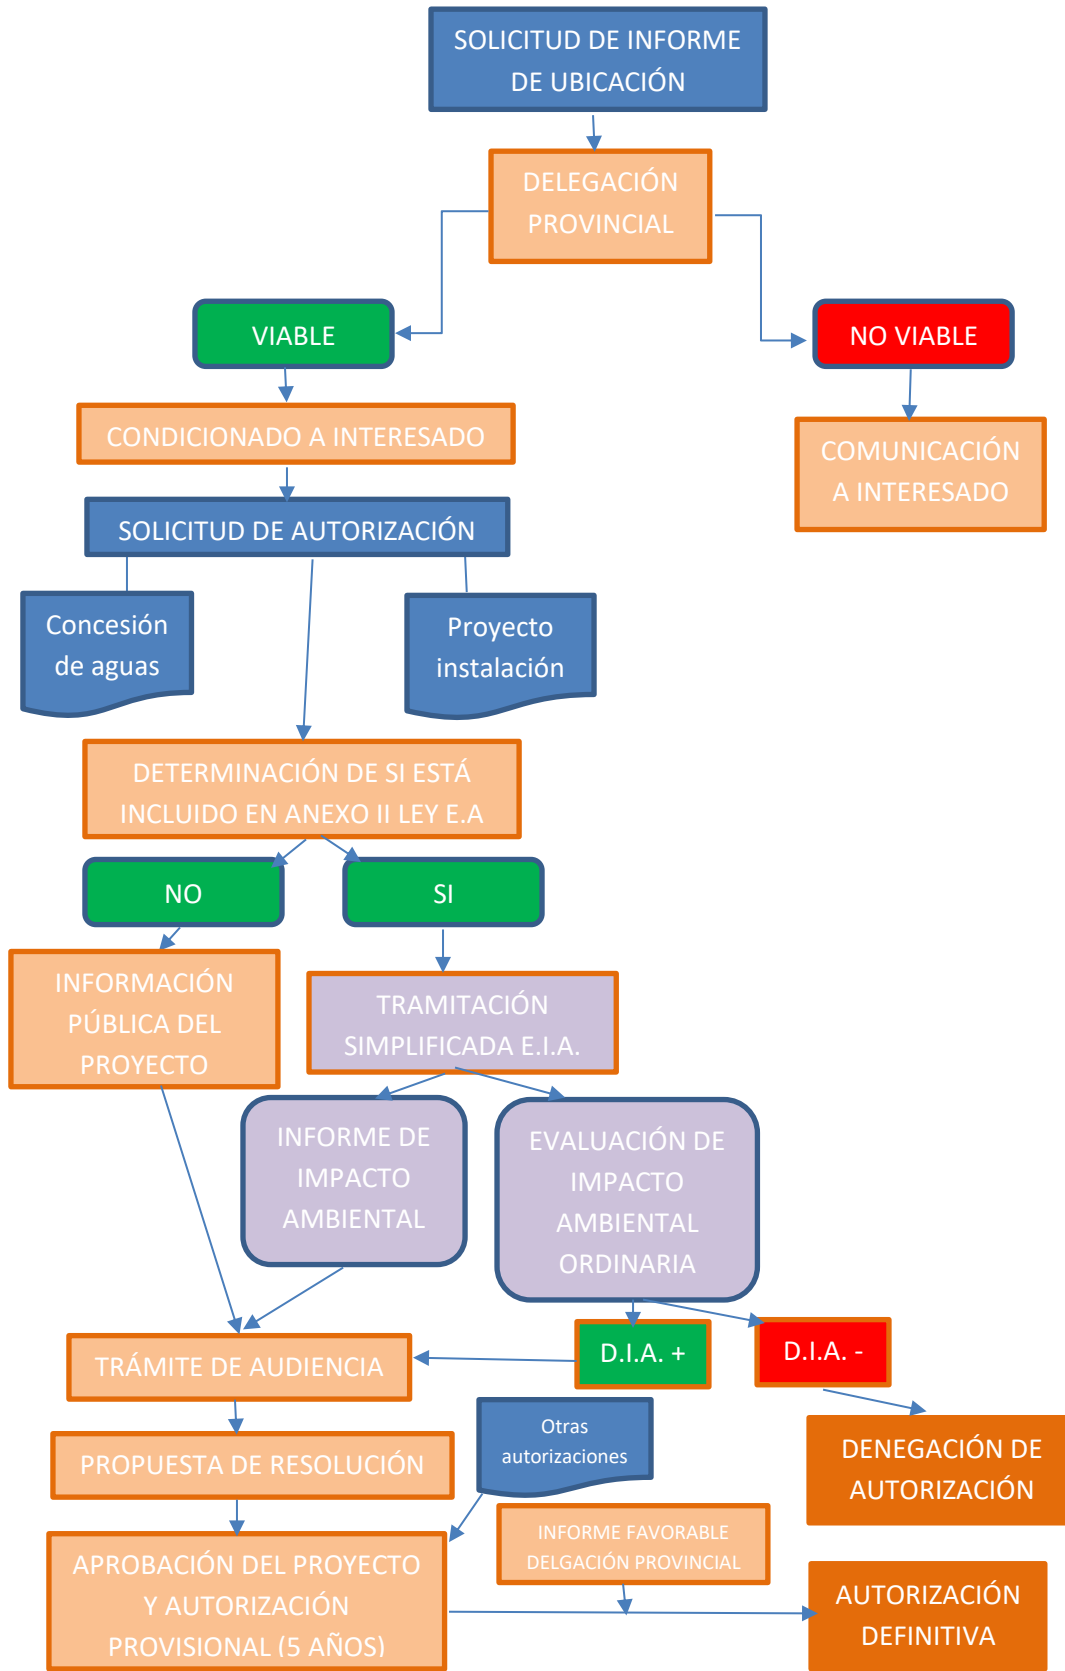 SOLICITUD DE INFORME
DE UBICACIÓN
DELEGACIÓN
PROVINCIAL
VIABLE
NO VIABLE
CONDICIONADO A INTERESADO
COMUNICACIÓN
A INTERESADO
SOLICITUD DE AUTORIZACIÓN
Concesión
de aguas
Proyecto
instalación
DETERMINACIÓN DE SI ESTÁ
INCLUIDO EN ANEXO II LEY E.A
NO
SI
INFORMACIÓN
PÚBLICA DEL
PROYECTO
TRAMITACIÓN
SIMPLIFICADA E.I.A.
INFORME DE
IMPACTO
AMBIENTAL
EVALUACIÓN DE
IMPACTO
AMBIENTAL
ORDINARIA
TRÁMITE DE AUDIENCIA
D.I.A. +
D.I.A. -
PROPUESTA DE RESOLUCIÓN
Otras
autorizaciones
DENEGACIÓN DE
AUTORIZACIÓN
INFORME FAVORABLE
DELGACIÓN PROVINCIAL
APROBACIÓN DEL PROYECTO
Y AUTORIZACIÓN
PROVISIONAL (5 AÑOS)
AUTORIZACIÓN
DEFINITIVA